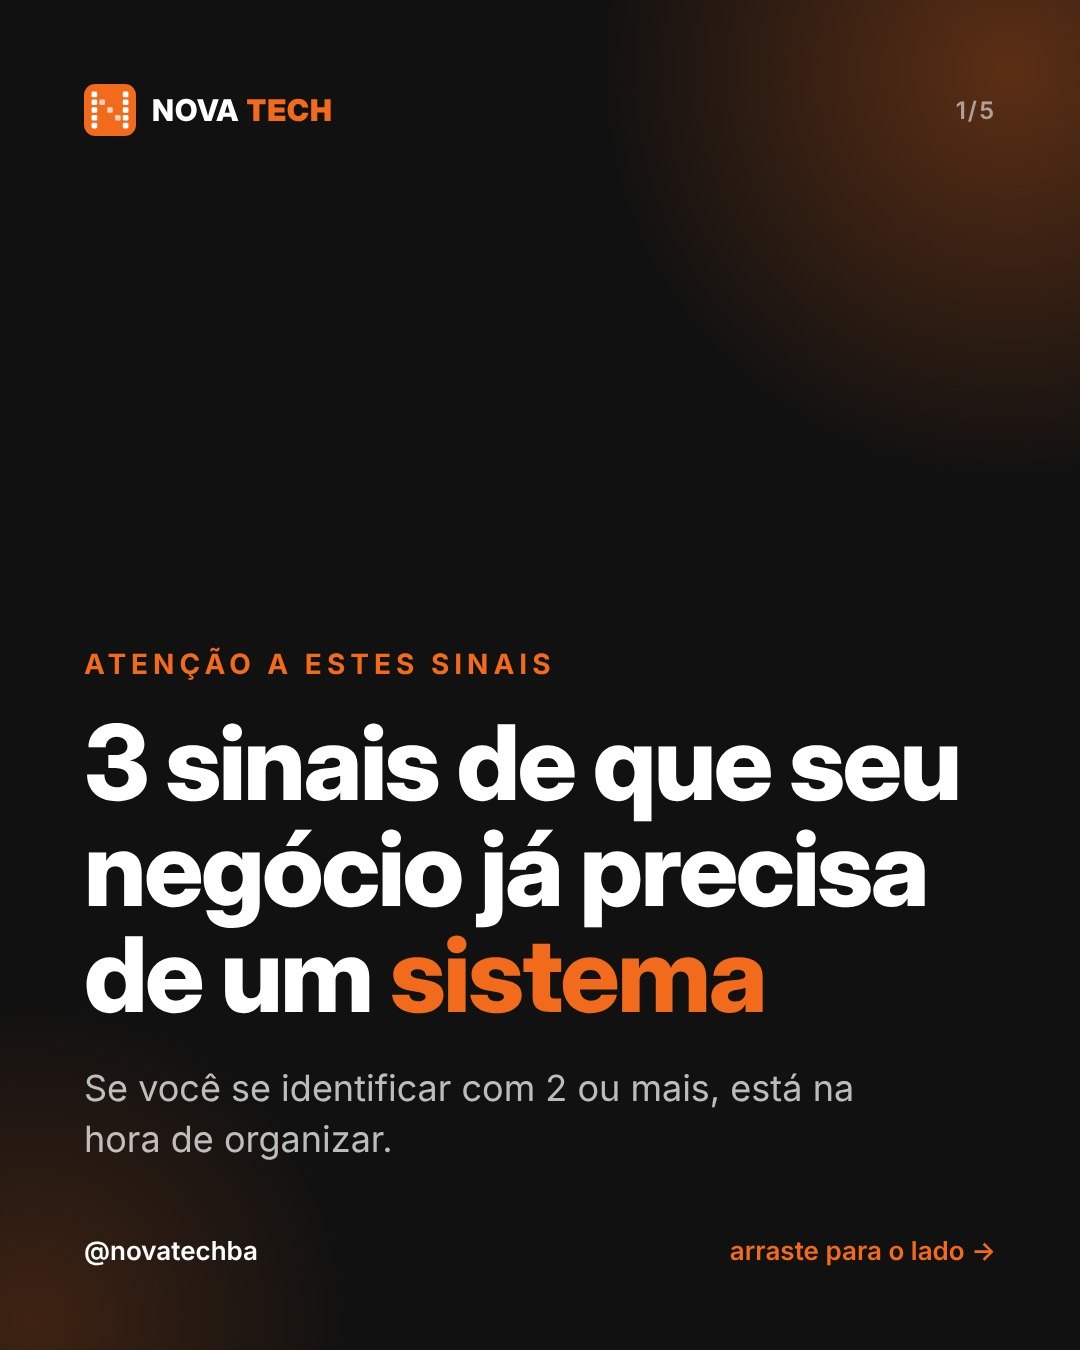 NOVA TECH
1/5
ATENÇÃO A ESTES SINAIS
3 sinais de que seu
negócio já precisa
de um sistema
Se você se identificar com 2 ou mais, está na
hora de organizar.
@novatechba
arraste para o lado →